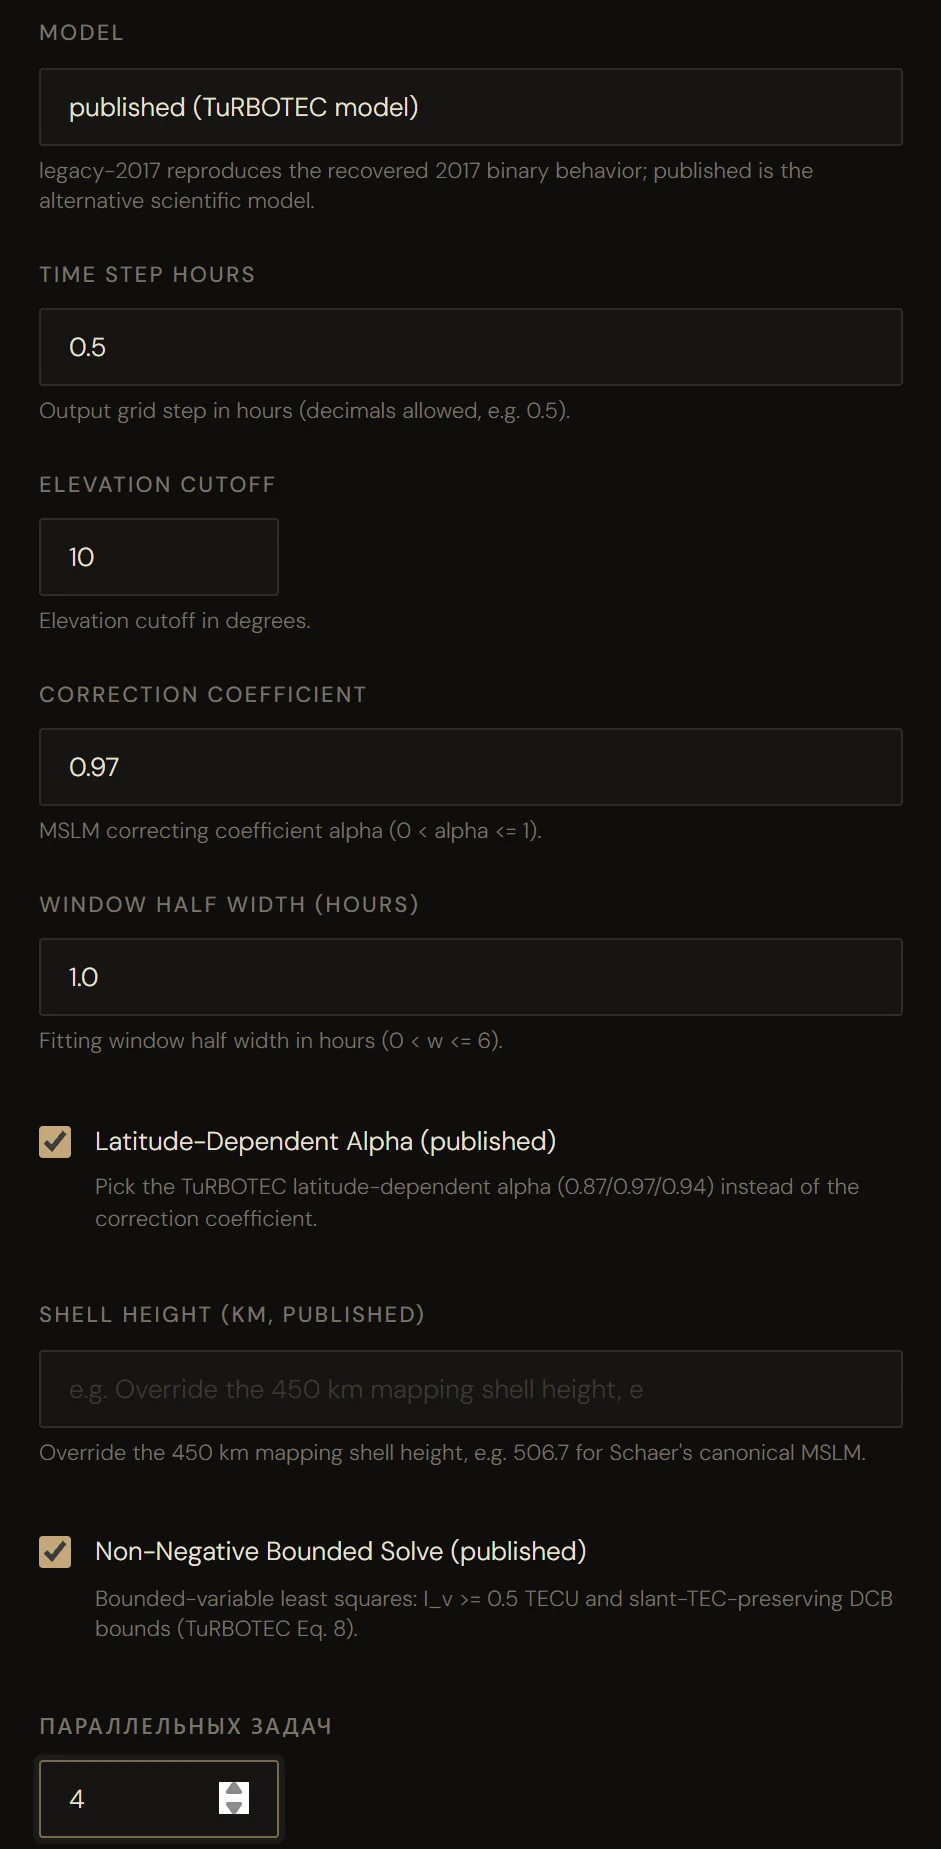 MODEL
published (TuRBOTEC model)
legacy-2017 reproduces the recovered 2017 binary behavior; published is the
alternative scientific model.
TIME STEP HOURS
0.5
Output grid step in hours (decimals allowed, e.g. 0.5).
ELEVATION CUTOFF
10
Elevation cutoff in degrees.
CORRECTION COEFFICIENT
0.97
MSLM correcting coefficient alpha (0 < alpha <= 1).
WINDOW HALF WIDTH (HOURS)
1.0
Fitting window half width in hours (0 < w <= 6).
Latitude-Dependent Alpha (published)
Pick the TuRBOTEC latitude-dependent alpha (0.87/0.97/0.94) instead of the
correction coefficient.
SHELL HEIGHT (KM, PUBLISHED)
e.g. Override the 450 km mapping shell height, e
Override the 450 km mapping shell height, e.g. 506.7 for Schaer's canonical MSLM.
Non-Negative Bounded Solve (published)
Bounded-variable least squares: I_v >= 0.5 TECU and slant-TEC-preserving DCB
bounds (TuRBOTEC Eq. 8).
ПАРАЛЛЕЛЬНЫХ ЗАДАЧ
4